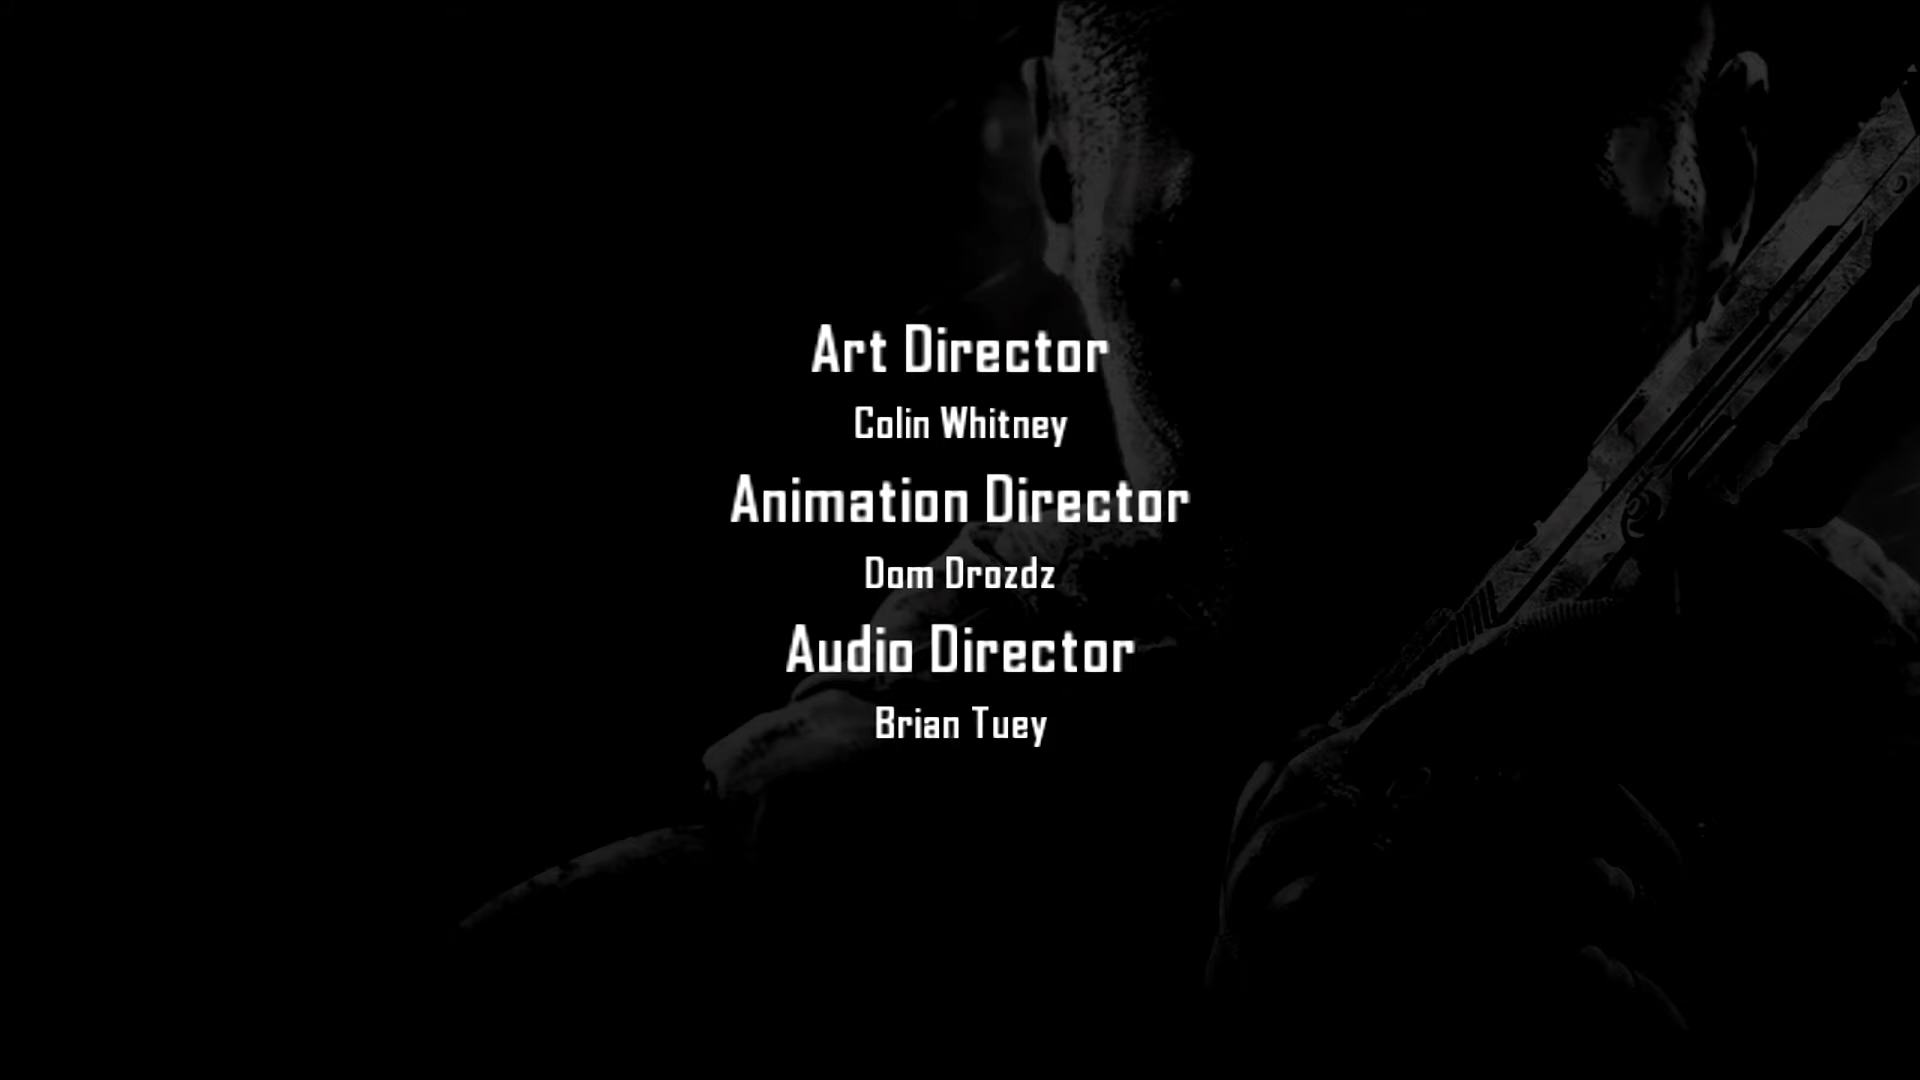 Art Director
Colin Whitney
Animation Director
Dom Drozdz
Audio Director
Brian Tuey